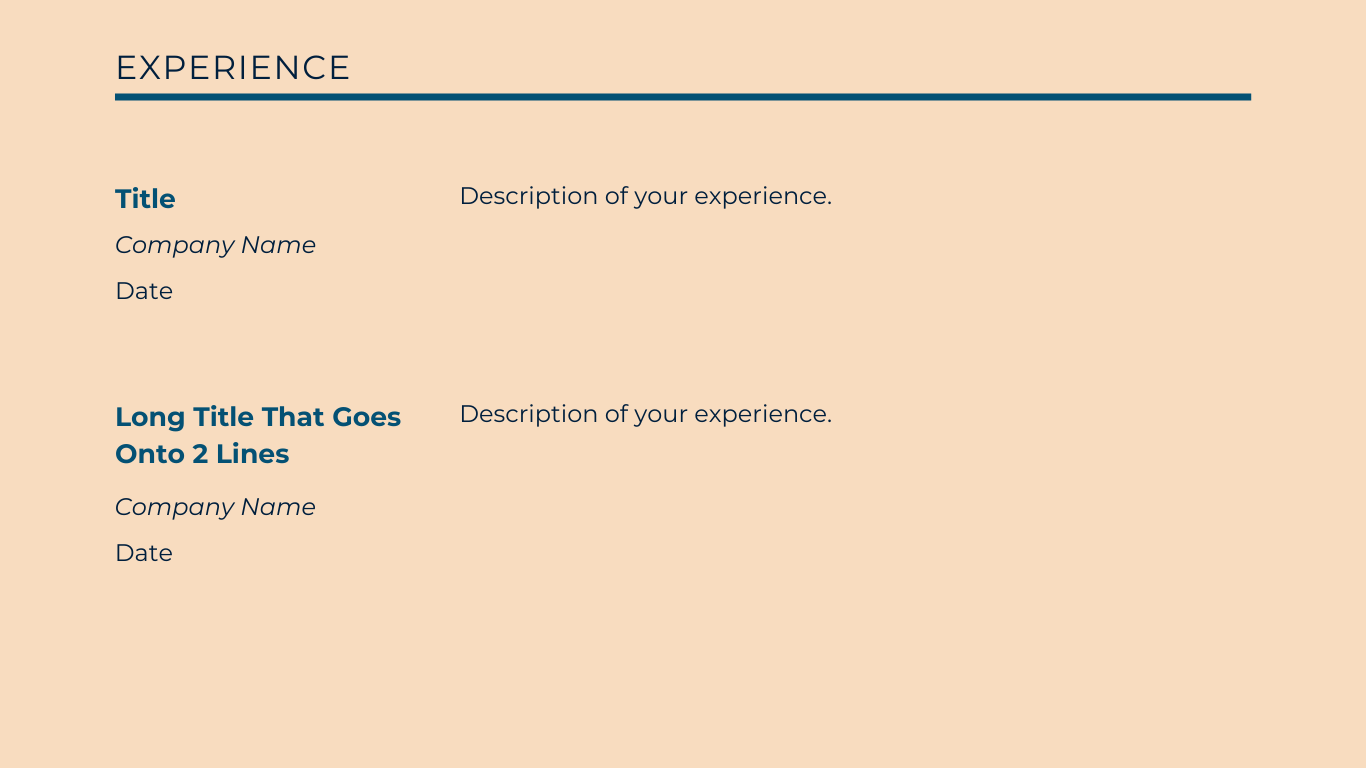 EXPERIENCE
Title
Company Name
Date
Description of your experience.
Long Title That Goes
Onto 2 Lines
Company Name
Date
Description of your experience.